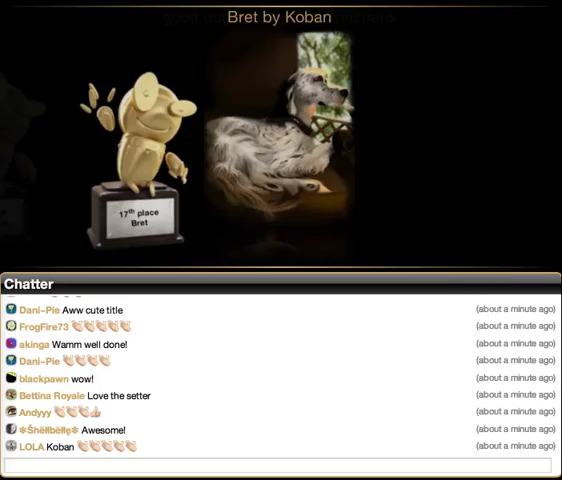 Bret by Koban
17th place
Bret
Chatter
Dani-Pie Aww cute title (about a minute ago)
FrogFire73 👏🏻👏🏻👏🏻👏🏻👏🏻 (about a minute ago)
akinga Wamm well done! (about a minute ago)
Dani-Pie 👏🏻👏🏻👏🏻👏🏻 (about a minute ago)
blackpawn wow! (about a minute ago)
Bettina Royale Love the setter (about a minute ago)
Andyyy 👏🏻👏🏻👏🏻👍🏻 (about a minute ago)
Awesome! (about a minute ago)
LOLA Koban 👏🏻👏🏻👏🏻👏🏻👏🏻 (about a minute ago)